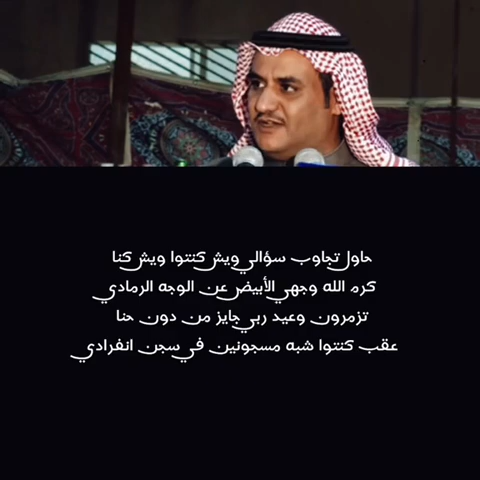 حاول تجاوب سؤالي ويش كنتوا ويش كنا
كرم الله وجهي الأبيض عن الوجه الرمادي
تزمرون وعيد ربي جايز من دون حنا
عقب كنتوا شبه مسجونين في سجن انفرادي